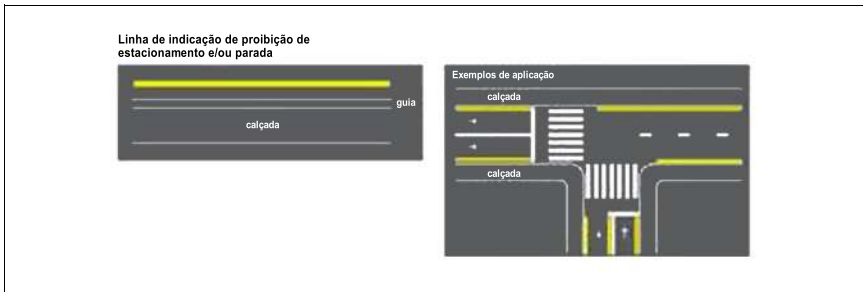 Linha de indicação de proibição de
estacionamento e/ou parada
guia
calçada
Exemplos de aplicação
calçada
calçada